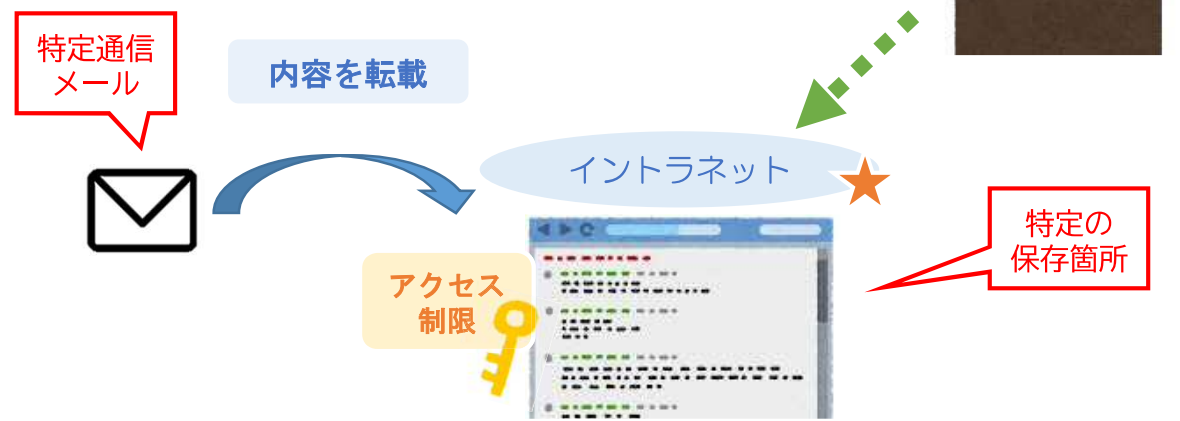 特定通信
メール
内容を転載
イントラネット
特定の
保存箇所
アクセス
制限